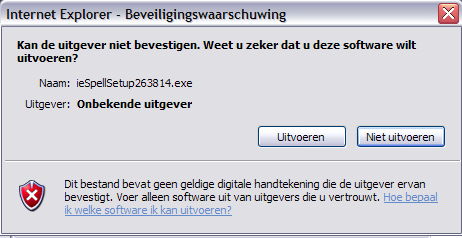 Internet Explorer - Beveiligingswaarschuwing
Kan de uitgever niet bevestigen. Weet u zeker dat u deze software wilt
uitvoeren?
Naam: ieSpellSetup263814.exe
Uitgever: Onbekende uitgever
Uitvoeren Niet uitvoeren
Dit bestand bevat geen geldige digitale handtekening die de uitgever ervan
bevestigt. Voer alleen software uit van uitgevers die u vertrouwt. Hoe bepaal
ik welke software ik kan uitvoeren?